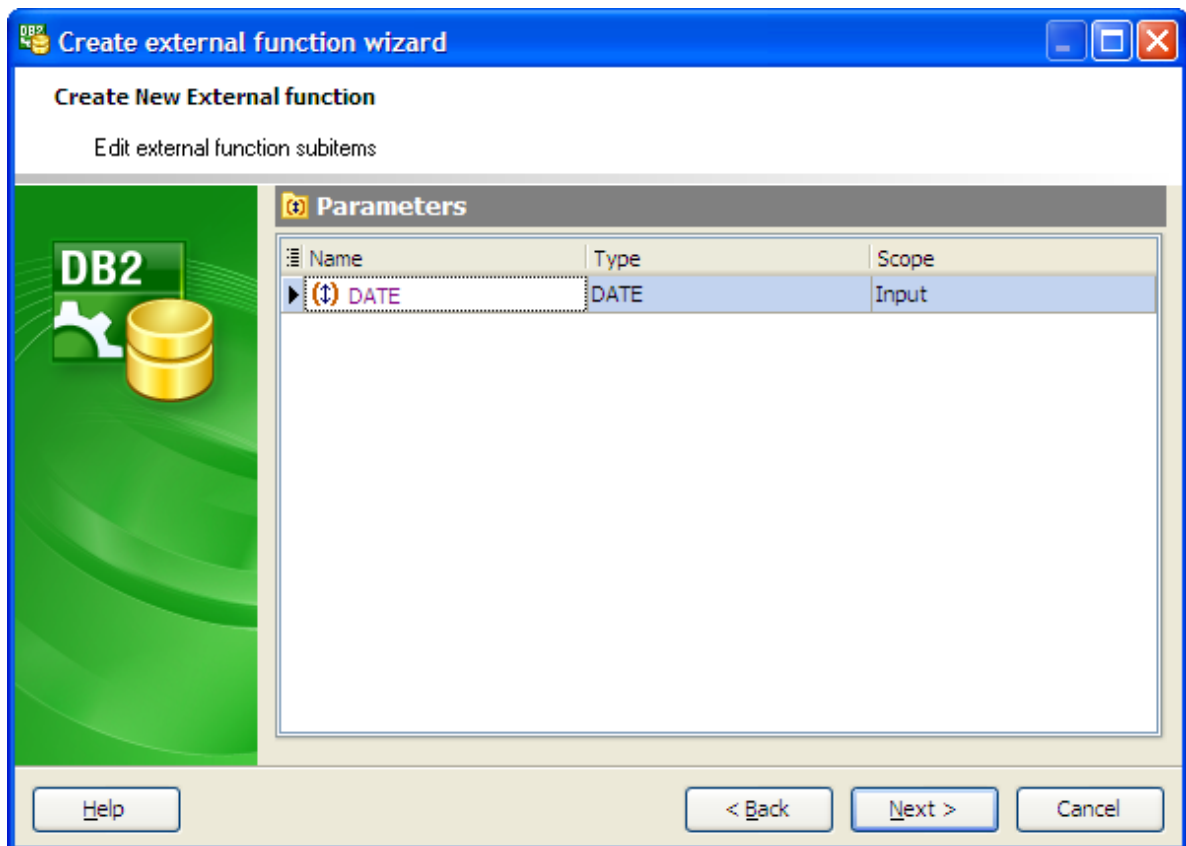 Create external function wizard
Create New External function
Edit external function subitems
DB2
Parameters
Name Type Scope
DATE DATE Input
Help < Back Next > Cancel